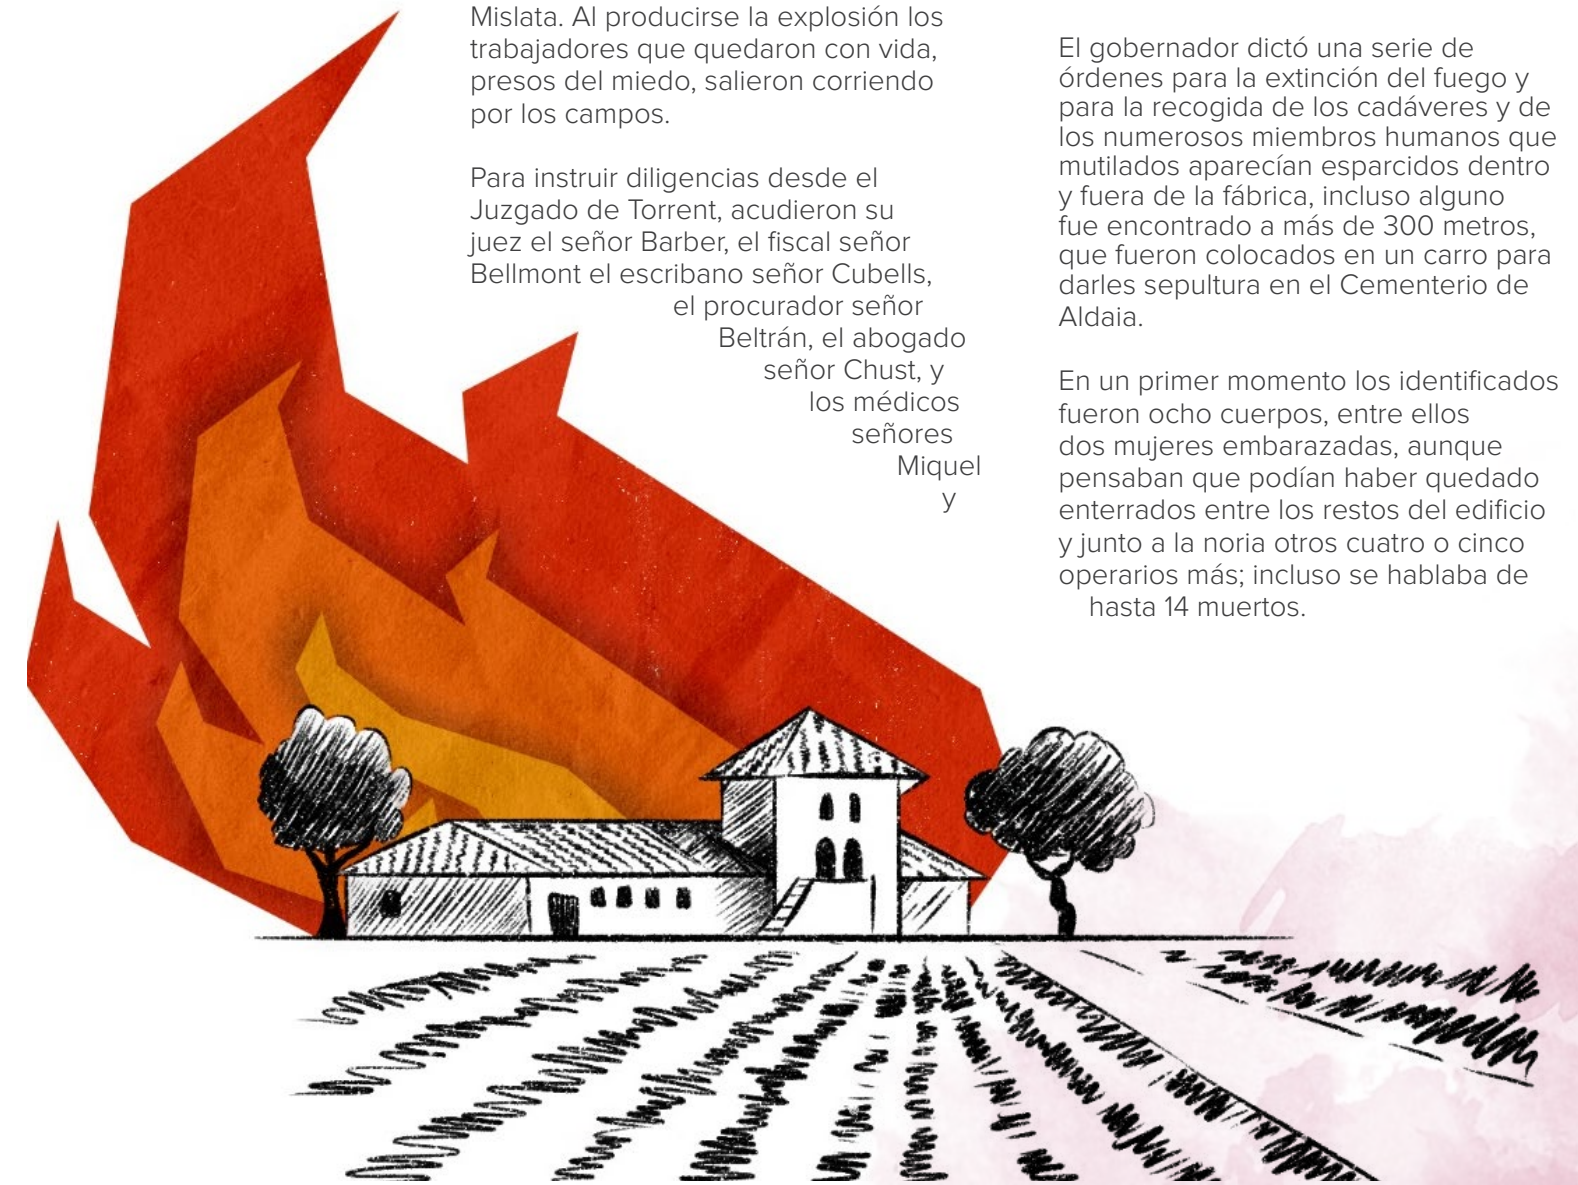 Mislata. Al producirse la explosión los
trabajadores que quedaron con vida,
presos del miedo, salieron corriendo
por los campos.
Para instruir diligencias desde el
Juzgado de Torrent, acudieron su
juez el señor Barber, el fiscal señor
Bellmont el escribano señor Cubells,
el procurador señor
Beltrán, el abogado
señor Chust, y
los médicos
señores
Miquel
y
El gobernador dictó una serie de
órdenes para la extinción del fuego y
para la recogida de los cadáveres y de
los numerosos miembros humanos que
mutilados aparecían esparcidos dentro
y fuera de la fábrica, incluso alguno
fue encontrado a más de 300 metros,
que fueron colocados en un carro para
darles sepultura en el Cementerio de
Aldaia.
En un primer momento los identificados
fueron ocho cuerpos, entre ellos
dos mujeres embarazadas, aunque
pensaban que podían haber quedado
enterrados entre los restos del edificio
y junto a la noria otros cuatro o cinco
operarios más; incluso se hablaba de
hasta 14 muertos.